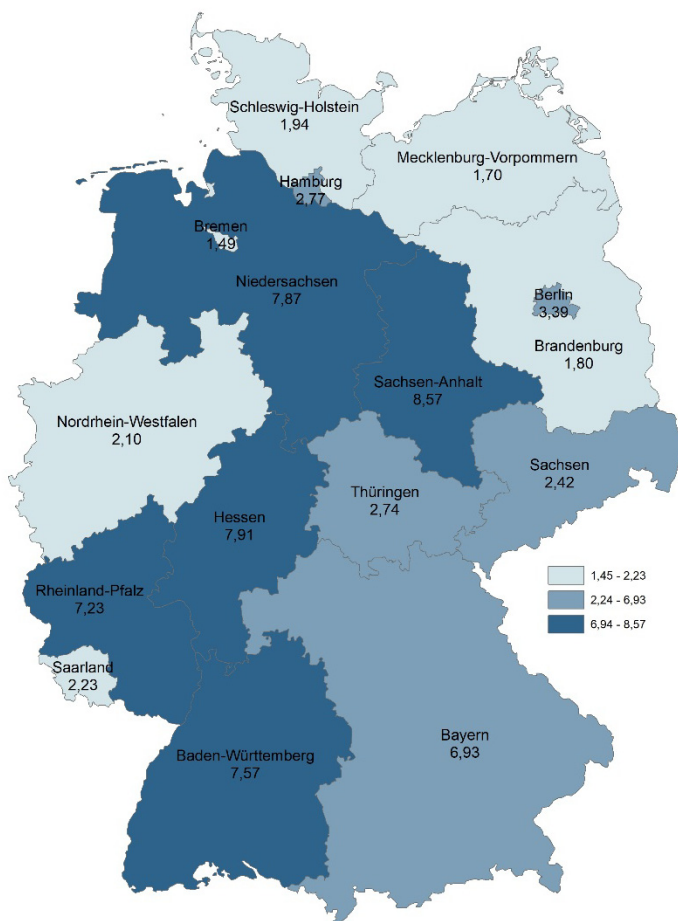 Schleswig-Holstein
1,94
Mecklenburg-Vorpommern
1,70
Hamburg
2,77
Bremen
1,49
Niedersachsen
7,87
Berlin
3,39
Brandenburg
1,80
Sachsen-Anhalt
8,57
Nordrhein-Westfalen
2,10
Sachsen
2,42
Thüringen
2,74
Hessen
7,91
Rheinland-Pfalz
7,23
Saarland
2,23
Baden-Württemberg
7,57
Bayern
6,93
1,45 - 2,23
2,24 - 6,93
6,94 - 8,57